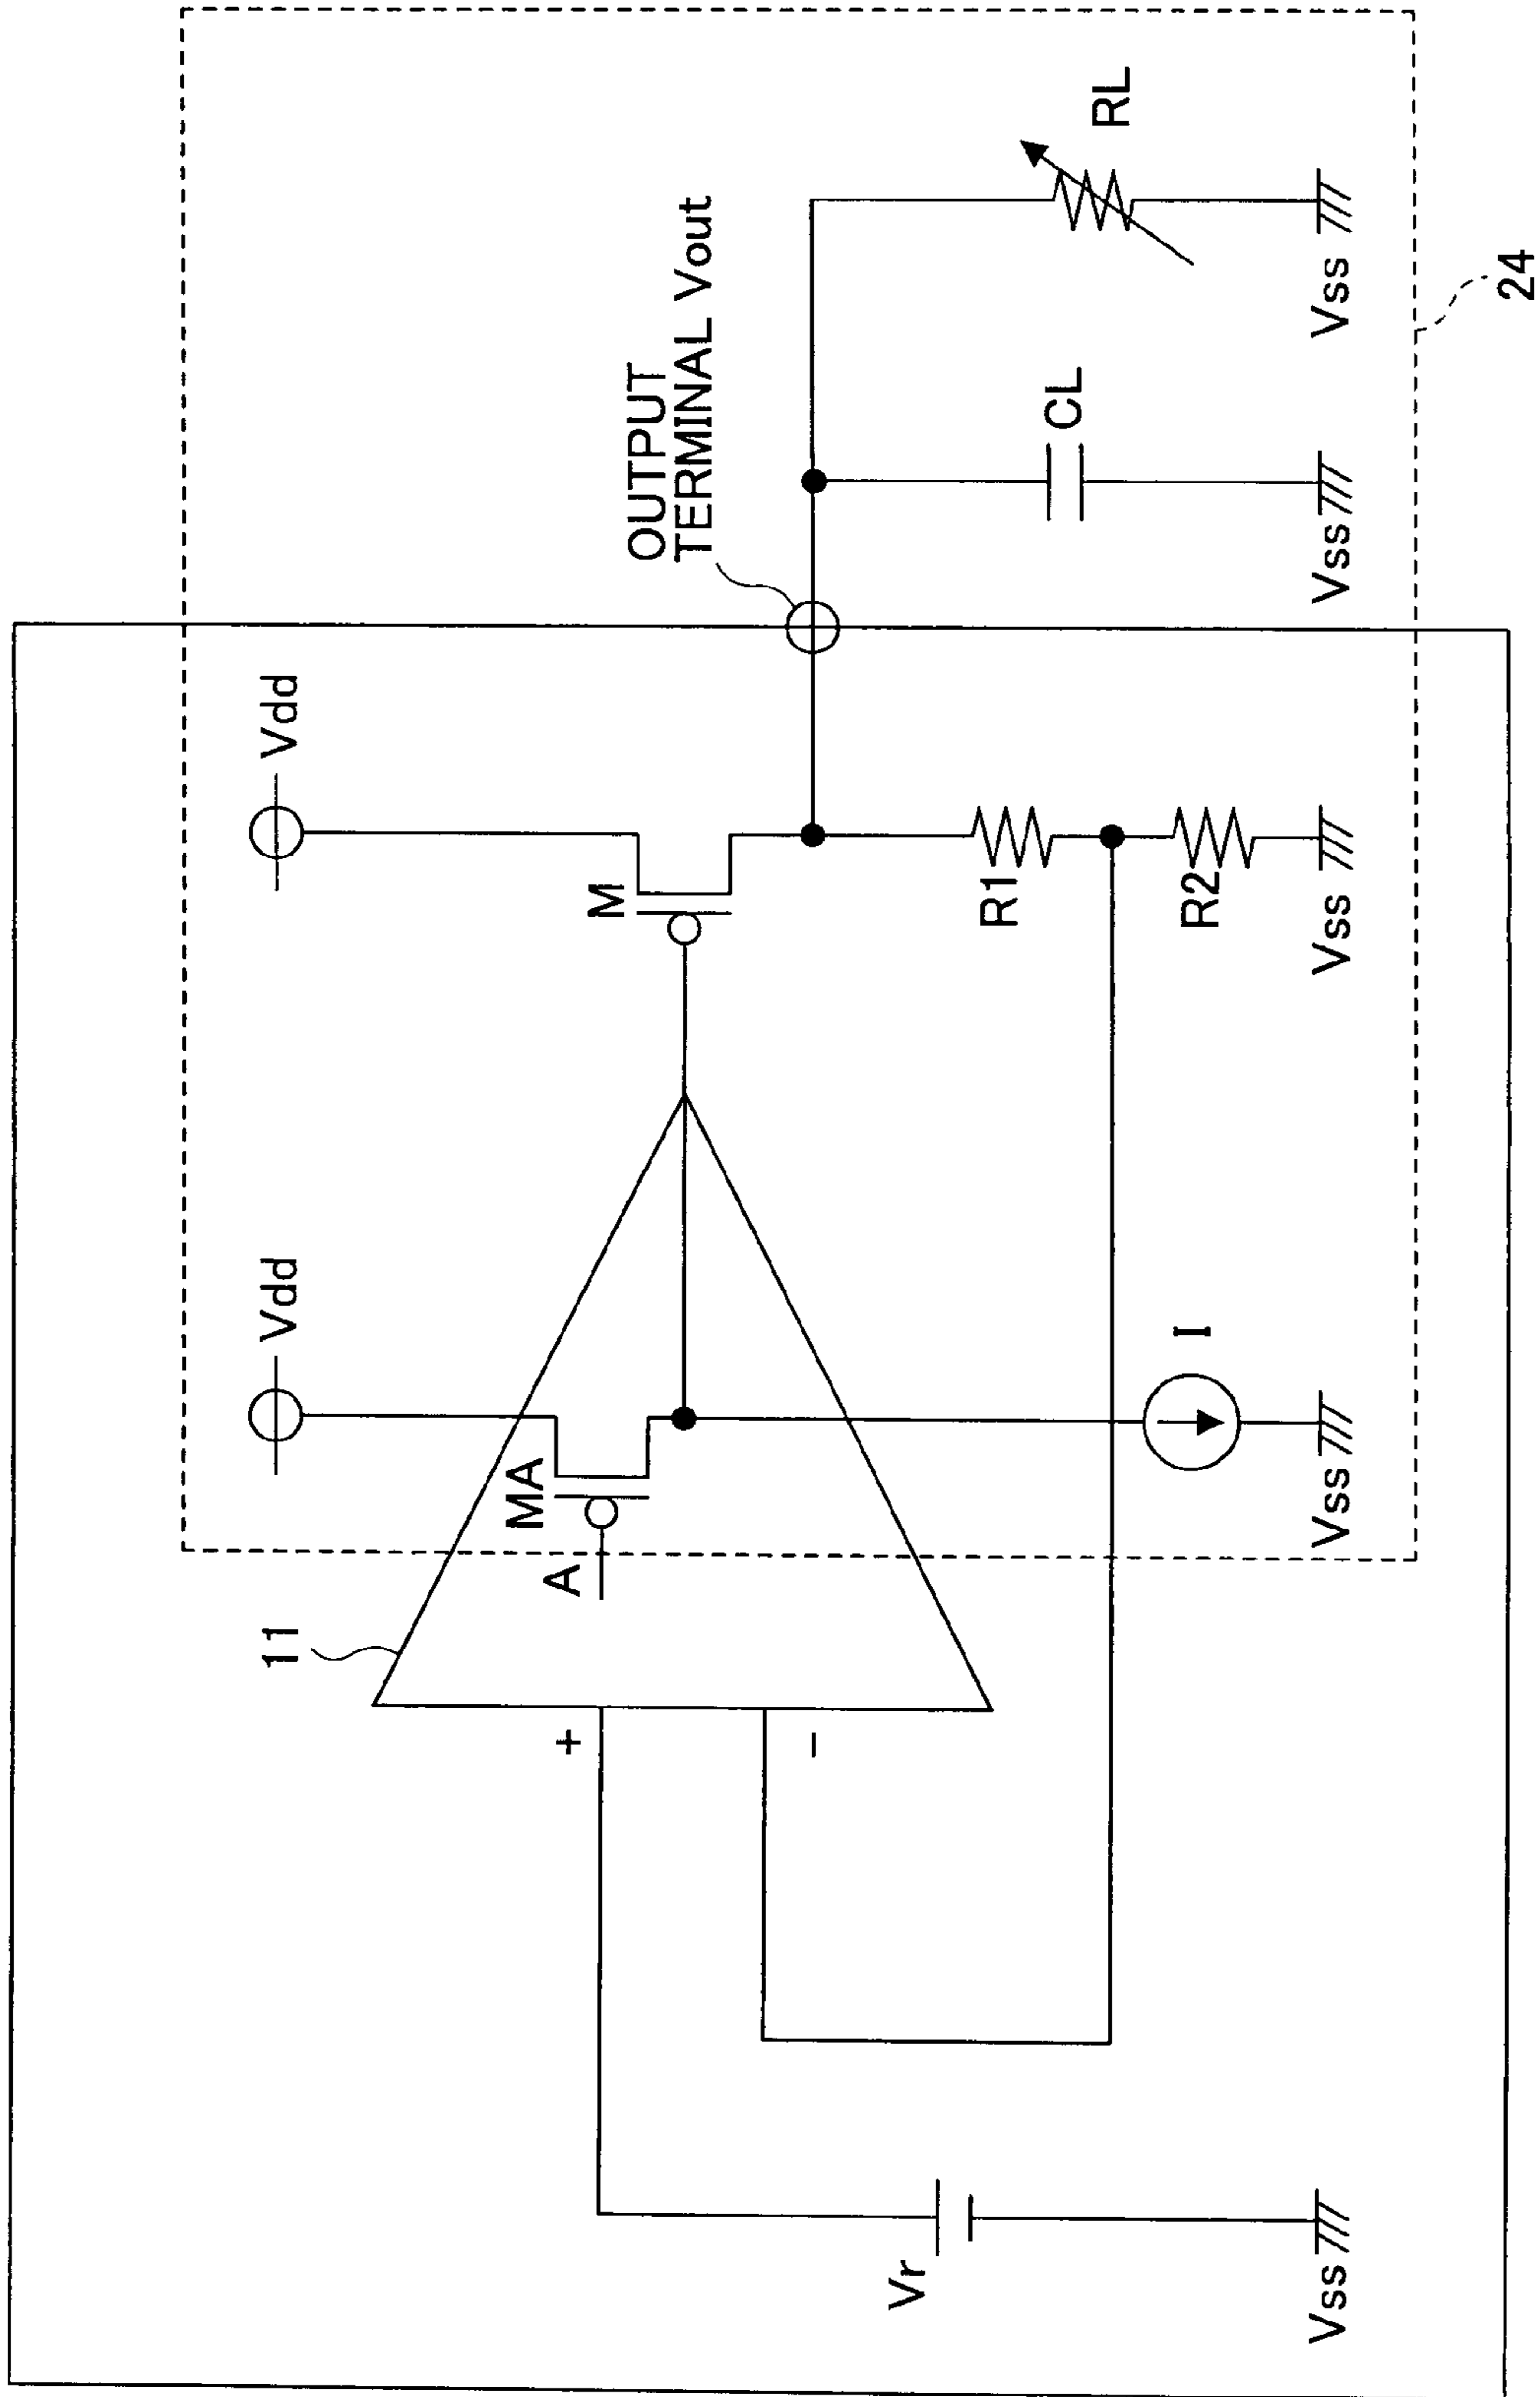 Vdd
Vdd
11
OUTPUT
TERMINAL Vout
MA
M
A
+
-
RL
CL
R1
R2
I
Vr
Vss
Vss
Vss
Vss
Vss
24